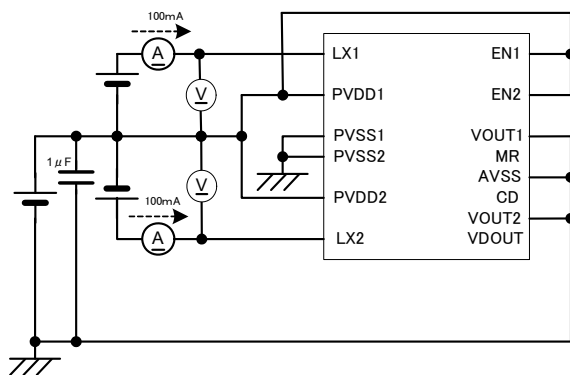 100mA
A
LX1
EN1
V
PVDD1
EN2
PVSS1
VOUT1
1μF
PVSS2
MR
AVSS
V
PVDD2
CD
100mA
VOUT2
A
LX2
VDOUT